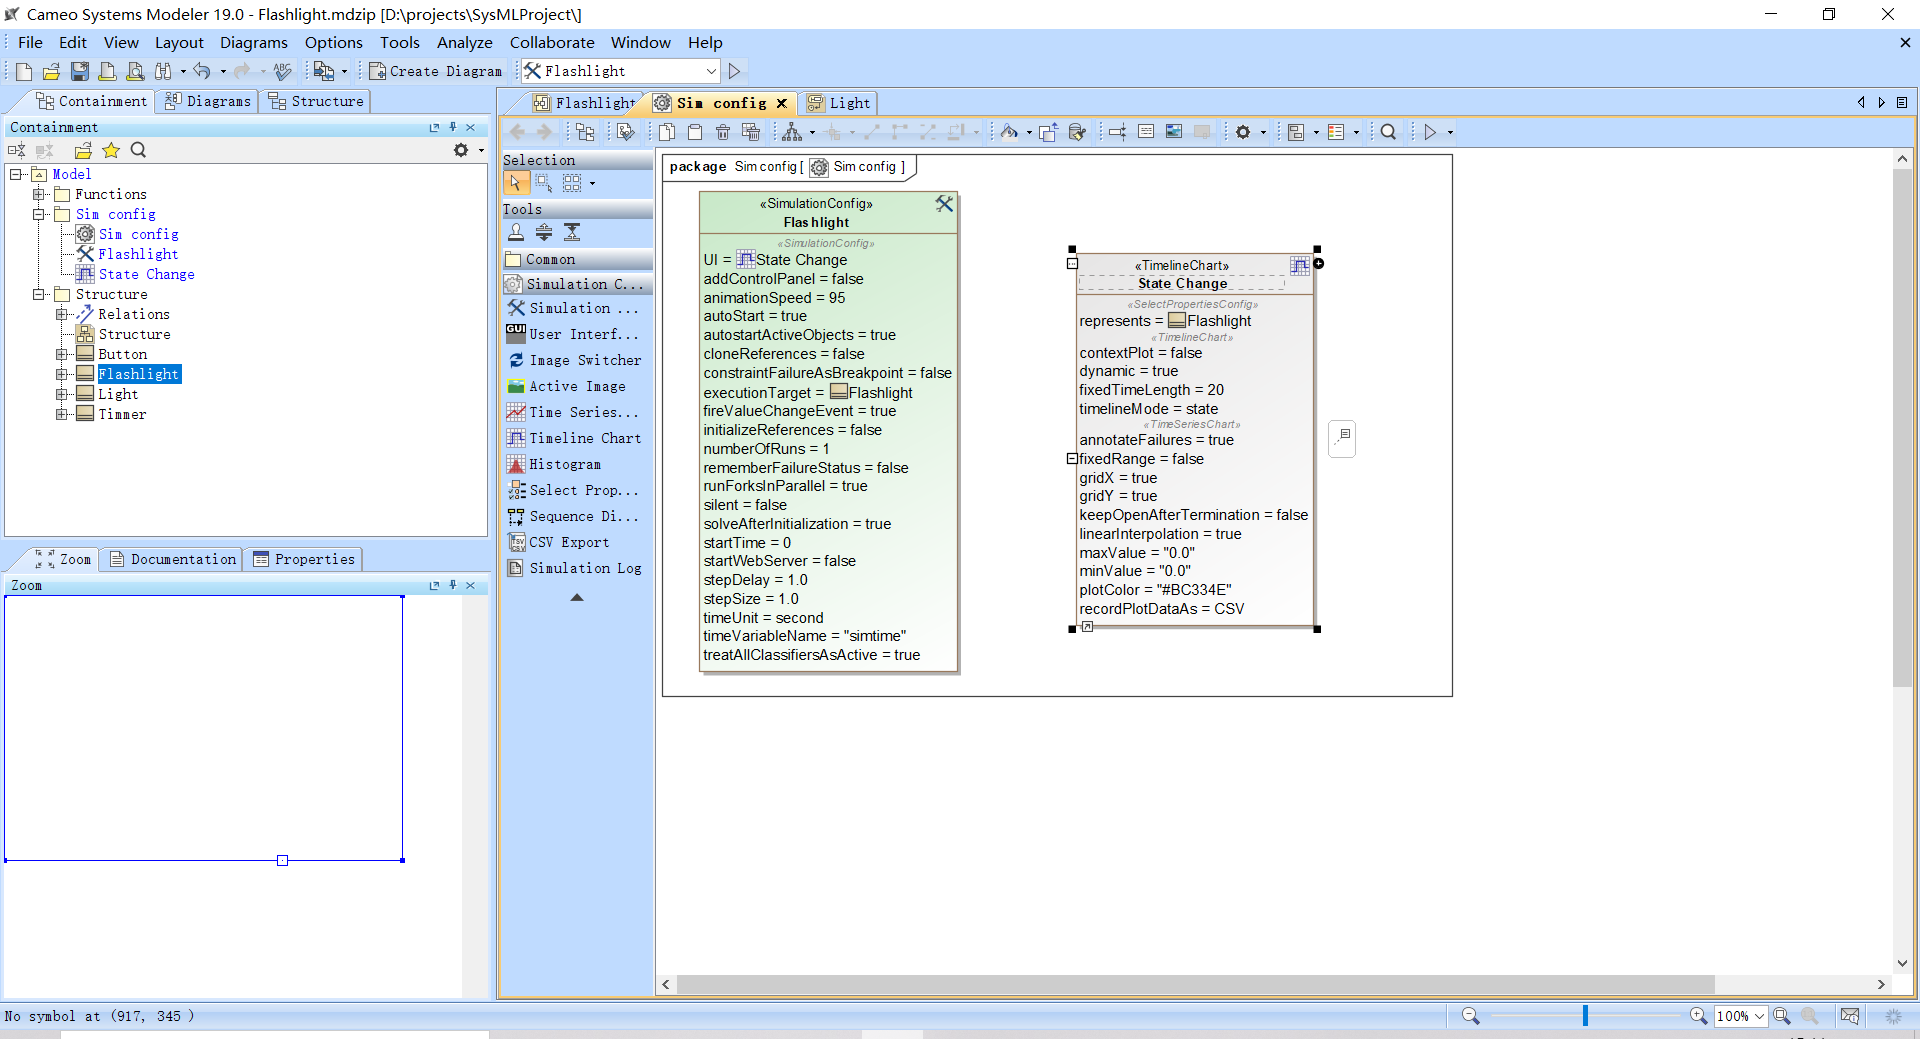 Cameo Systems Modeler 19.0 - Flashlight.mdzip [D:\projects\SysMLProject\]
File Edit View Layout Diagrams Options Tools Analyze Collaborate Window Help
Create Diagram Flashlight
Containment Diagrams Structure
Containment
Model
Functions
Sim config
Sim config
Flashlight
State Change
Structure
Relations
Structure
Button
Flashlight
Light
Timmer
Zoom Documentation Properties
Zoom
Flashlight Sim config Light
Selection
Tools
Common
Simulation C...
Simulation ...
GUI User Interf...
Image Switcher
Active Image
Time Series...
Timeline Chart
Histogram
Select Prop...
Sequence Di...
CSV Export
Simulation Log
package Sim config [ Sim config ]
«SimulationConfig»
Flashlight
«SimulationConfig»
UI = State Change
addControlPanel = false
animationSpeed = 95
autoStart = true
autostartActiveObjects = true
cloneReferences = false
constraintFailureAsBreakpoint = false
executionTarget = Flashlight
fireValueChangeEvent = true
initializeReferences = false
numberOfRuns = 1
rememberFailureStatus = false
runForksInParallel = true
silent = false
solveAfterInitialization = true
startTime = 0
startWebServer = false
stepDelay = 1.0
stepSize = 1.0
timeUnit = second
timeVariableName = "simtime"
treatAllClassifiersAsActive = true
«TimelineChart»
State Change
«SelectPropertiesConfig»
represents = Flashlight
«TimelineChart»
contextPlot = false
dynamic = true
fixedTimeLength = 20
timelineMode = state
«TimeSeriesChart»
annotateFailures = true
fixedRange = false
gridX = true
gridY = true
keepOpenAfterTermination = false
linearInterpolation = true
maxValue = "0.0"
minValue = "0.0"
plotColor = "#BC334E"
recordPlotDataAs = CSV
No symbol at (917, 345 )
100%